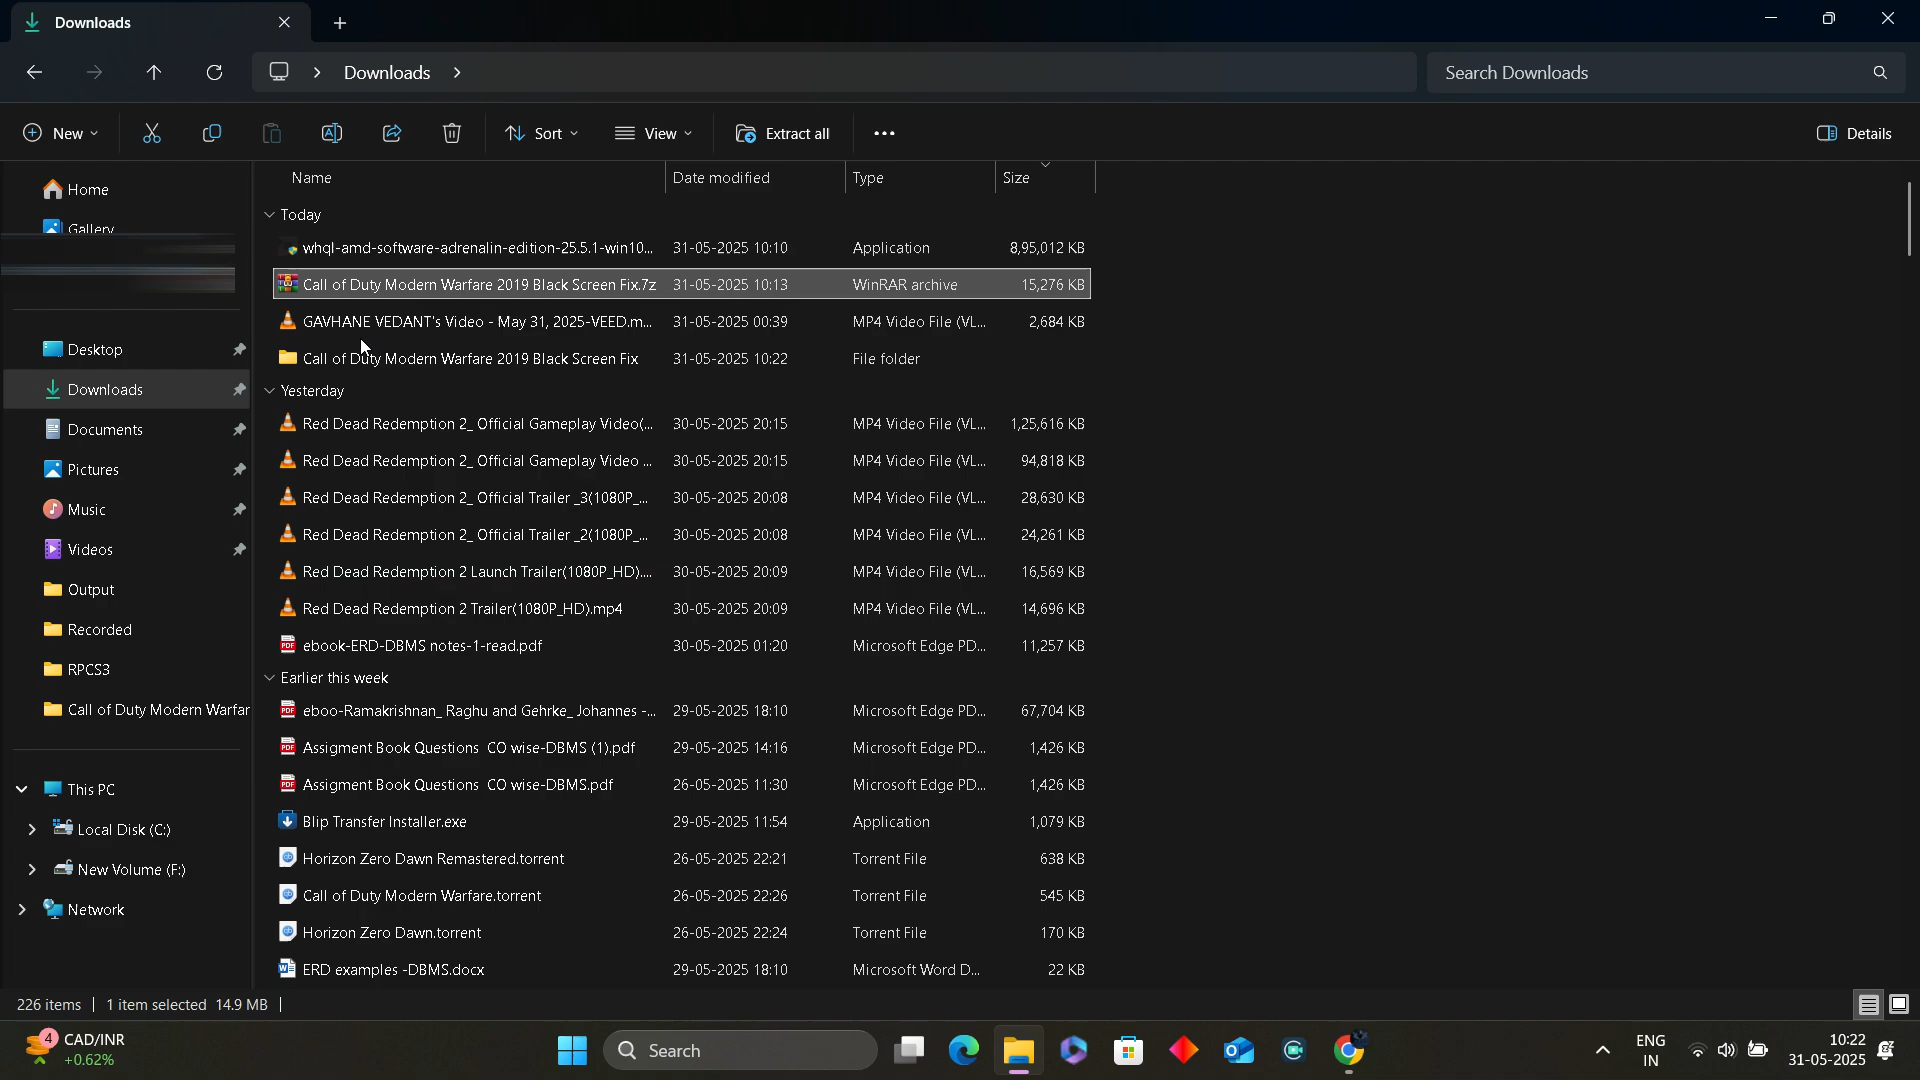 Downloads
Downloads
Search Downloads
New
Sort
View
Extract all
Details
Home
Gallery
Desktop
Downloads
Documents
Pictures
Music
Videos
Output
Recorded
RPCS3
Call of Duty Modern Warfar
This PC
Local Disk (C:)
New Volume (F:)
Network
Name Date modified Type Size
Today
whql-amd-software-adrenalin-edition-25.5.1-win10... 31-05-2025 10:10 Application 8,95,012 KB
Call of Duty Modern Warfare 2019 Black Screen Fix.7z 31-05-2025 10:13 WinRAR archive 15,276 KB
GAVHANE VEDANT's Video - May 31, 2025-VEED.m... 31-05-2025 00:39 MP4 Video File (VL... 2,684 KB
Call of Duty Modern Warfare 2019 Black Screen Fix 31-05-2025 10:22 File folder
Yesterday
Red Dead Redemption 2_ Official Gameplay Video(... 30-05-2025 20:15 MP4 Video File (VL... 1,25,616 KB
Red Dead Redemption 2_ Official Gameplay Video ... 30-05-2025 20:15 MP4 Video File (VL... 94,818 KB
Red Dead Redemption 2_ Official Trailer _3(1080P_... 30-05-2025 20:08 MP4 Video File (VL... 28,630 KB
Red Dead Redemption 2_ Official Trailer _2(1080P_... 30-05-2025 20:08 MP4 Video File (VL... 24,261 KB
Red Dead Redemption 2 Launch Trailer(1080P_HD).... 30-05-2025 20:09 MP4 Video File (VL... 16,569 KB
Red Dead Redemption 2 Trailer(1080P_HD).mp4 30-05-2025 20:09 MP4 Video File (VL... 14,696 KB
ebook-ERD-DBMS notes-1-read.pdf 30-05-2025 01:20 Microsoft Edge PD... 11,257 KB
Earlier this week
eboo-Ramakrishnan_ Raghu and Gehrke_ Johannes -... 29-05-2025 18:10 Microsoft Edge PD... 67,704 KB
Assigment Book Questions CO wise-DBMS (1).pdf 29-05-2025 14:16 Microsoft Edge PD... 1,426 KB
Assigment Book Questions CO wise-DBMS.pdf 26-05-2025 11:30 Microsoft Edge PD... 1,426 KB
Blip Transfer Installer.exe 29-05-2025 11:54 Application 1,079 KB
Horizon Zero Dawn Remastered.torrent 26-05-2025 22:21 Torrent File 638 KB
Call of Duty Modern Warfare.torrent 26-05-2025 22:26 Torrent File 545 KB
Horizon Zero Dawn.torrent 26-05-2025 22:24 Torrent File 170 KB
ERD examples -DBMS.docx 29-05-2025 18:10 Microsoft Word D... 22 KB
226 items 1 item selected 14.9 MB
4
CAD/INR
+0.62%
Search
ENG
IN
10:22
31-05-2025